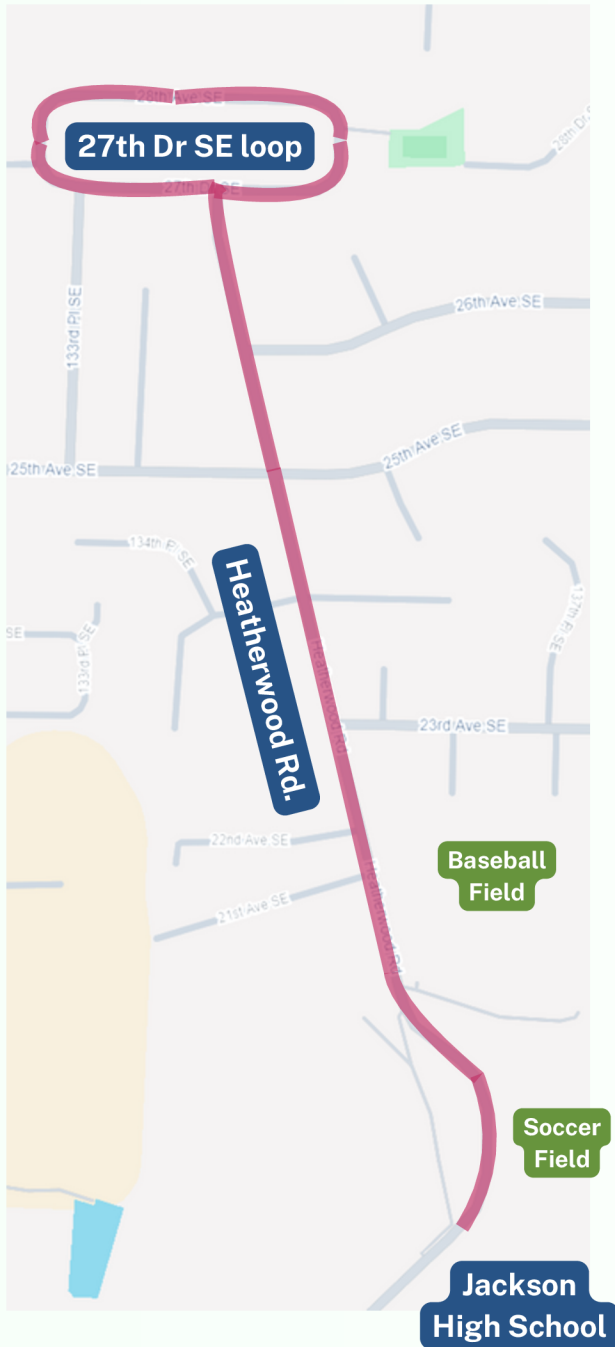 28th Ave SE
27th Dr SE loop
28th Dr S
27th Dr SE
133rd Pl SE
26th Ave SE
25th Ave SE
25th Ave SE
134th Pl SE
137th Pl SE
SE
133rd Pl SE
Heatherwood Rd.
Heatherwood Rd
23rd Ave SE
22nd Ave SE
Baseball
Field
21st Ave SE
Heatherwood Rd
Soccer
Field
Jackson
High School